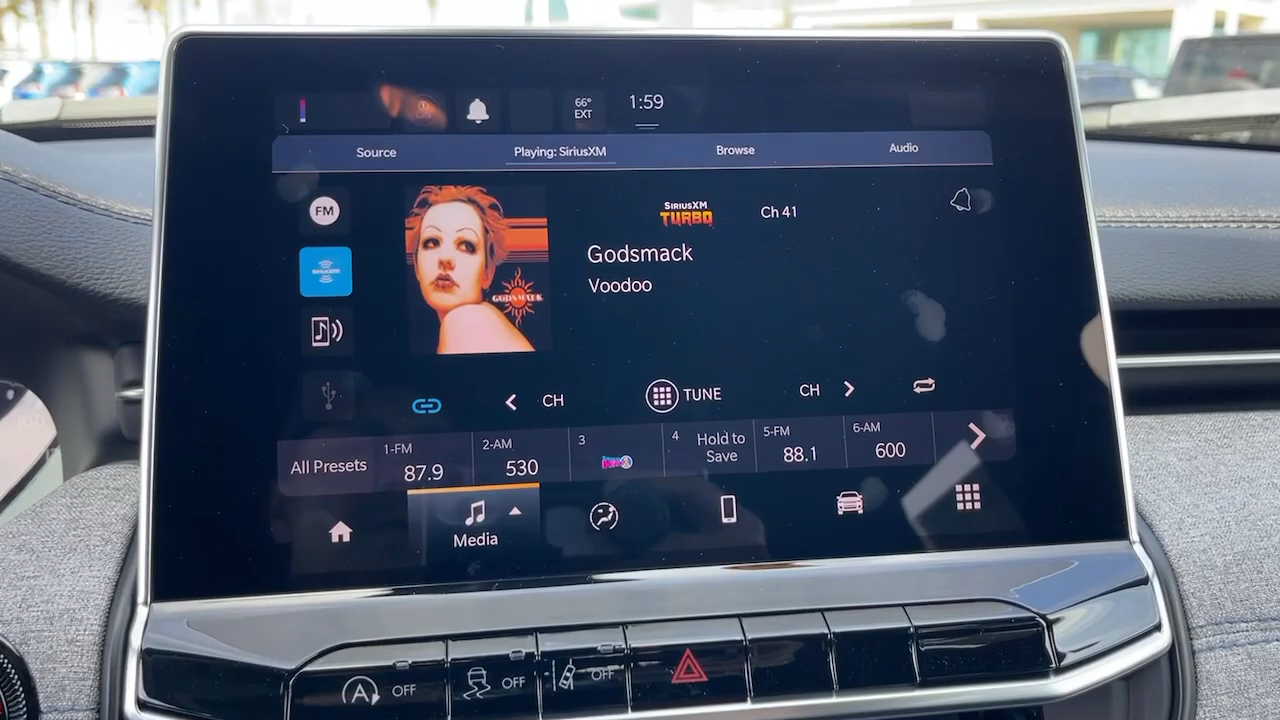 66°
EXT
1:59
Source
Playing: SiriusXM
Browse
Audio
FM
SIRIUSXM
TURBO
Ch 41
Godsmack
Voodoo
SiriusXM
GODSMACK
CH
TUNE
CH
All Presets
1-FM
87.9
2-AM
530
3
4
Hold to
Save
5-FM
88.1
6-AM
600
Media
A
OFF
OFF
OFF